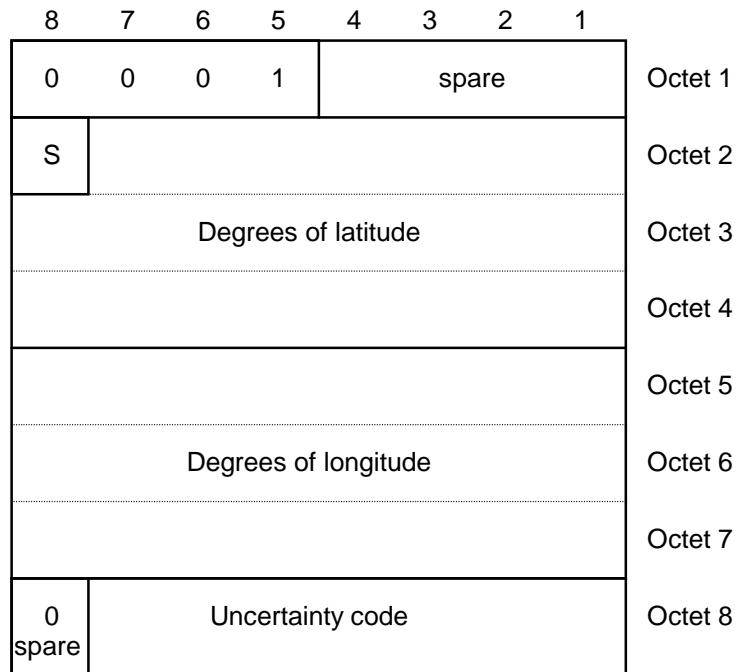 8 7 6 5 4 3 2 1
0 0 0 1 spare Octet 1
S Octet 2
Degrees of latitude Octet 3
Octet 4
Octet 5
Degrees of longitude Octet 6
Octet 7
0 Uncertainty code Octet 8
spare